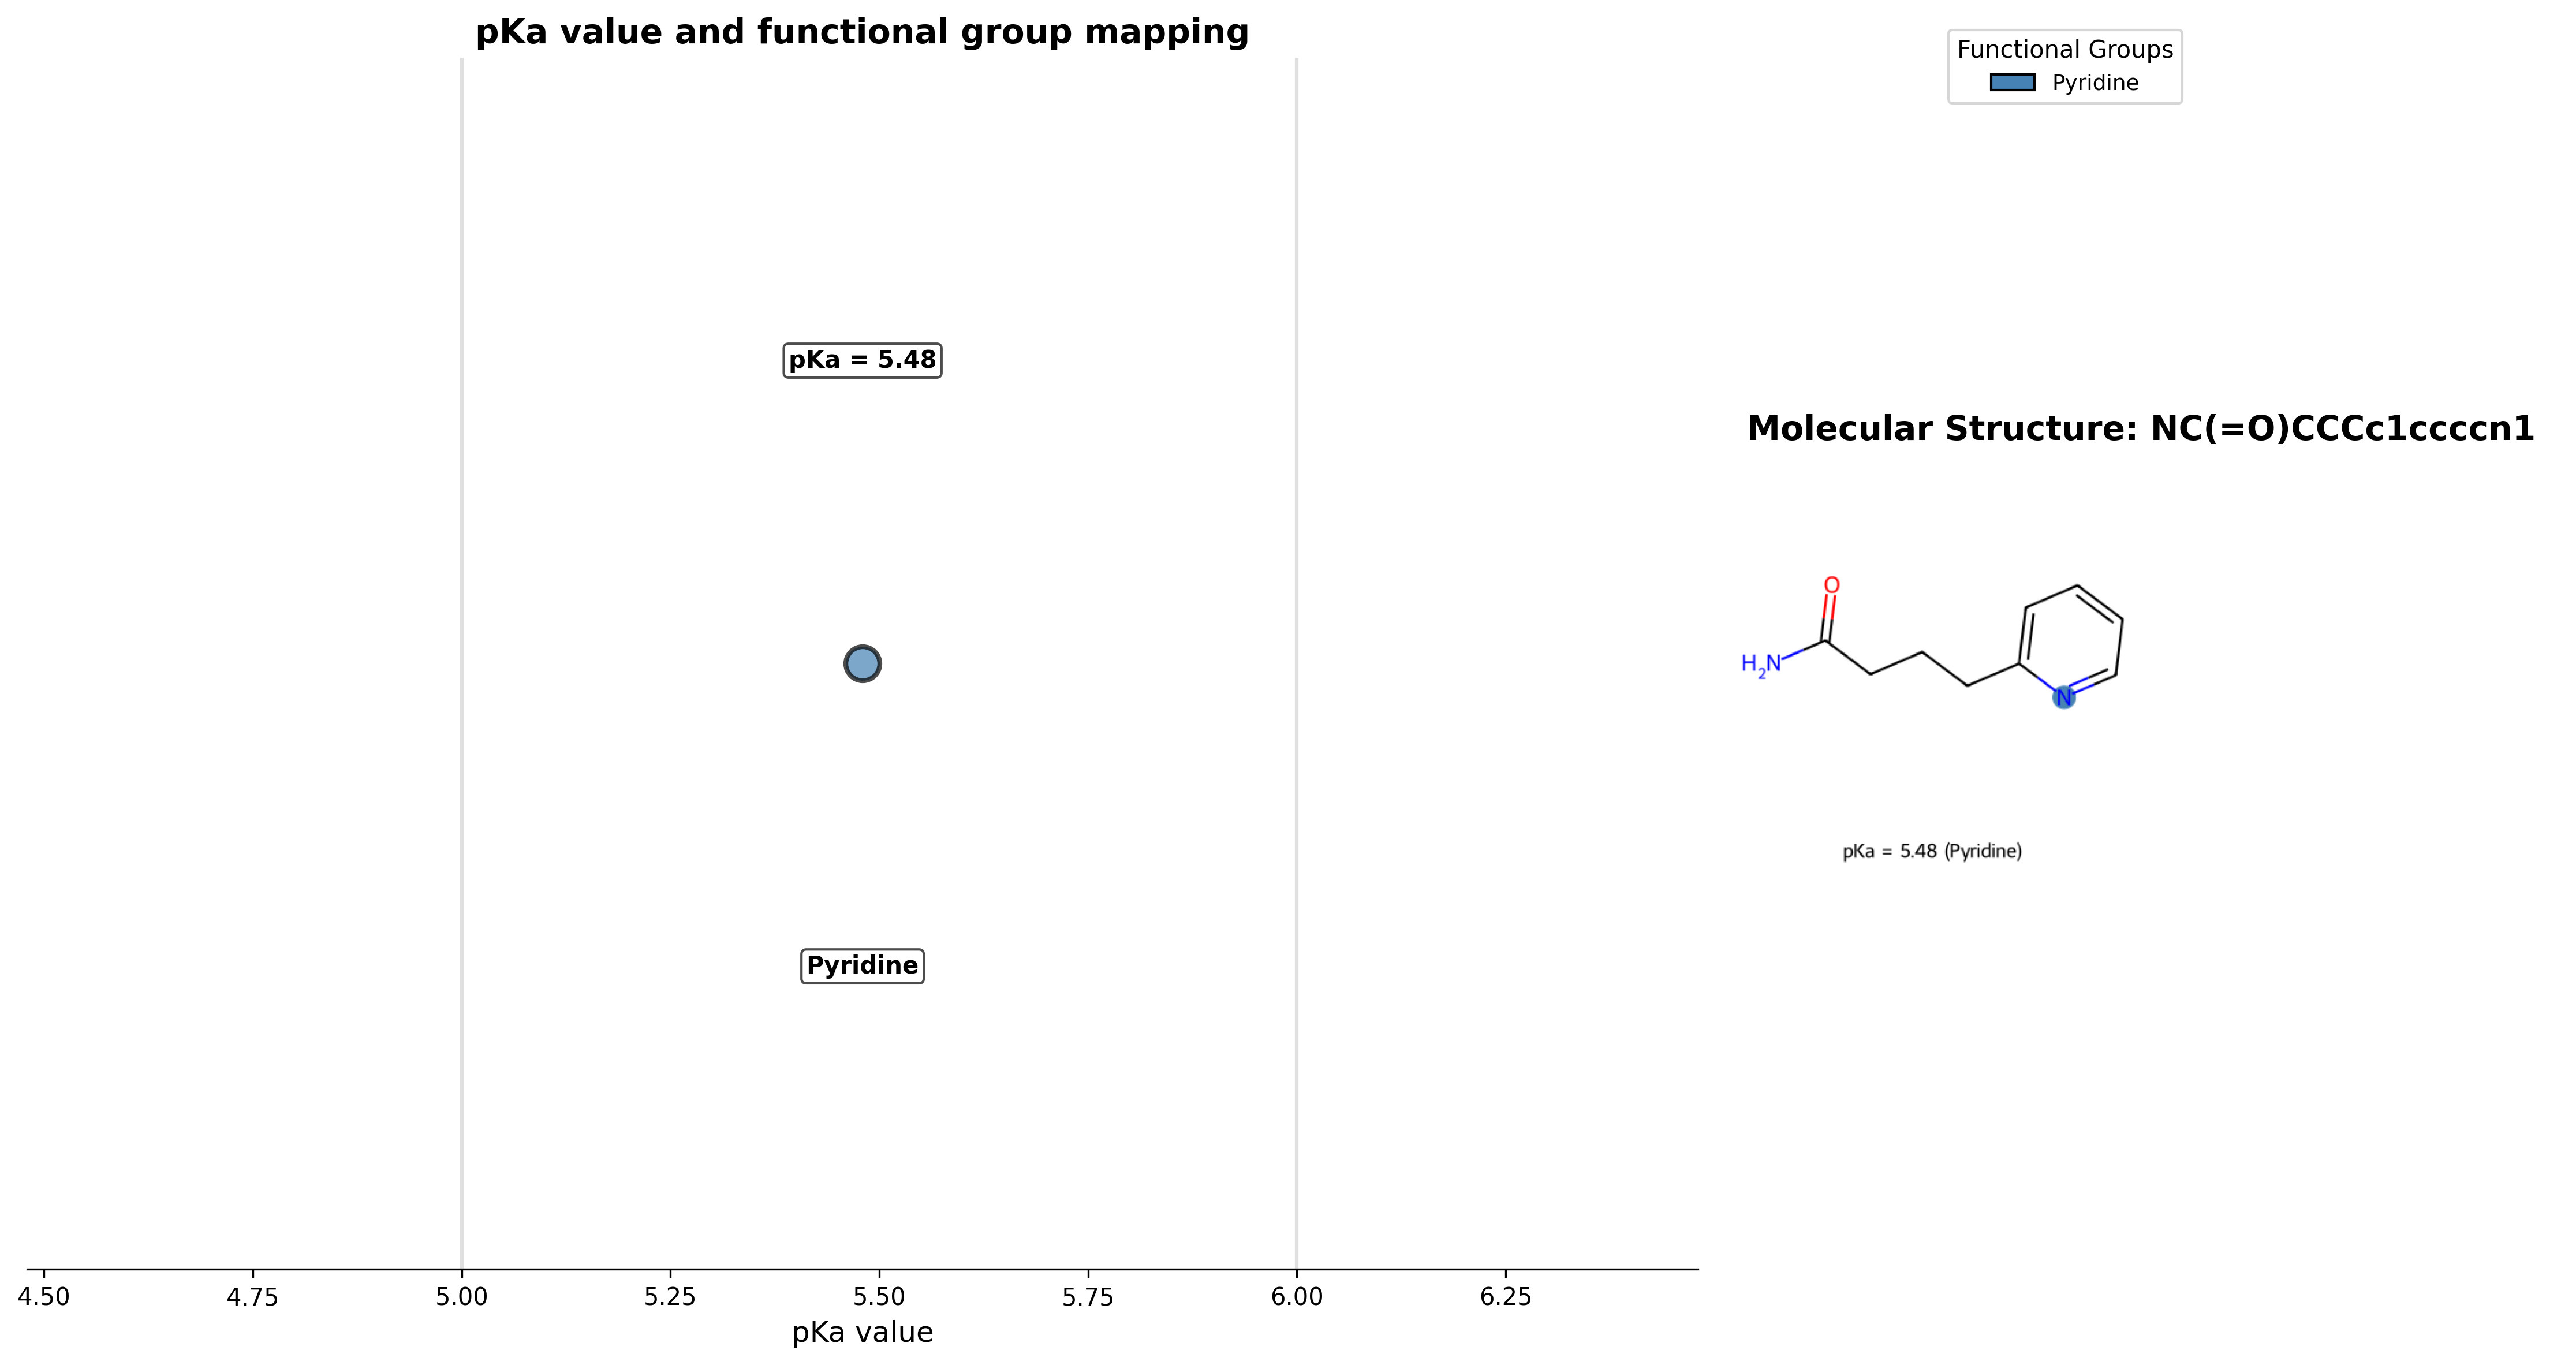 pKa value and functional group mapping
pKa = 5.48
Pyridine
4.50 4.75 5.00 5.25 5.50 5.75 6.00 6.25
pKa value
Functional Groups
Pyridine
Molecular Structure: NC(=O)CCCc1ccccn1
O
H2N
N
pKa = 5.48 (Pyridine)